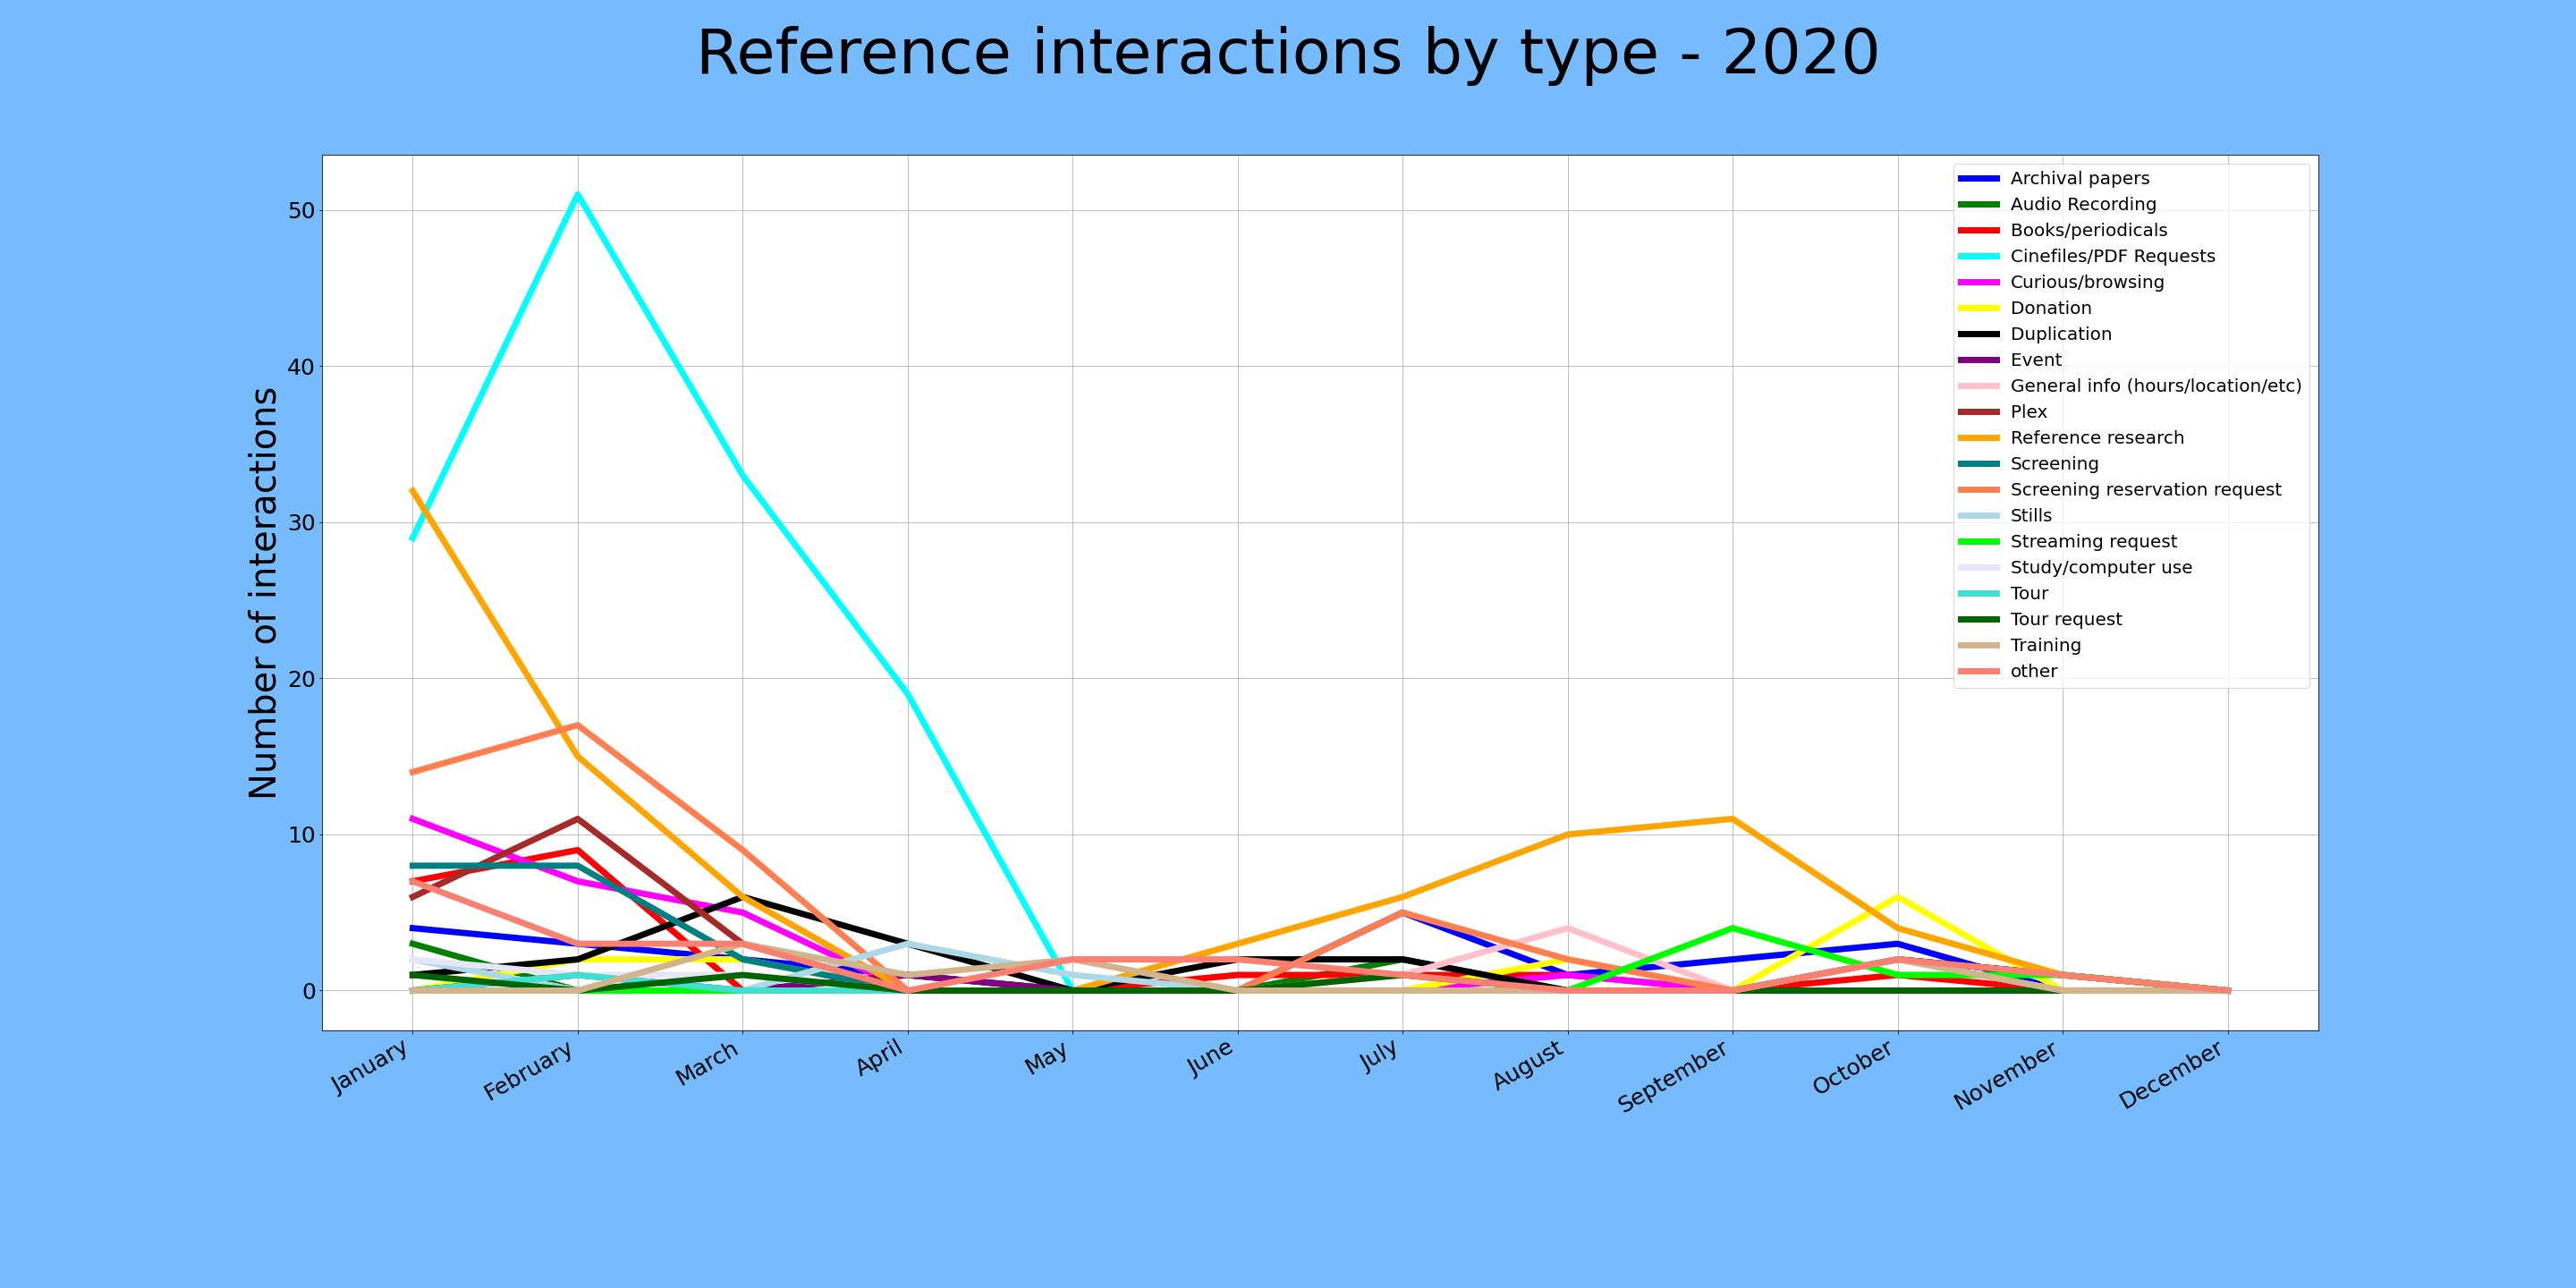 Reference interactions by type - 2020
Number of interactions
50
40
30
20
10
0
January
February
March
April
May
June
July
August
September
October
November
December
Archival papers
Audio Recording
Books/periodicals
Cinefiles/PDF Requests
Curious/browsing
Donation
Duplication
Event
General info (hours/location/etc)
Plex
Reference research
Screening
Screening reservation request
Stills
Streaming request
Study/computer use
Tour
Tour request
Training
other